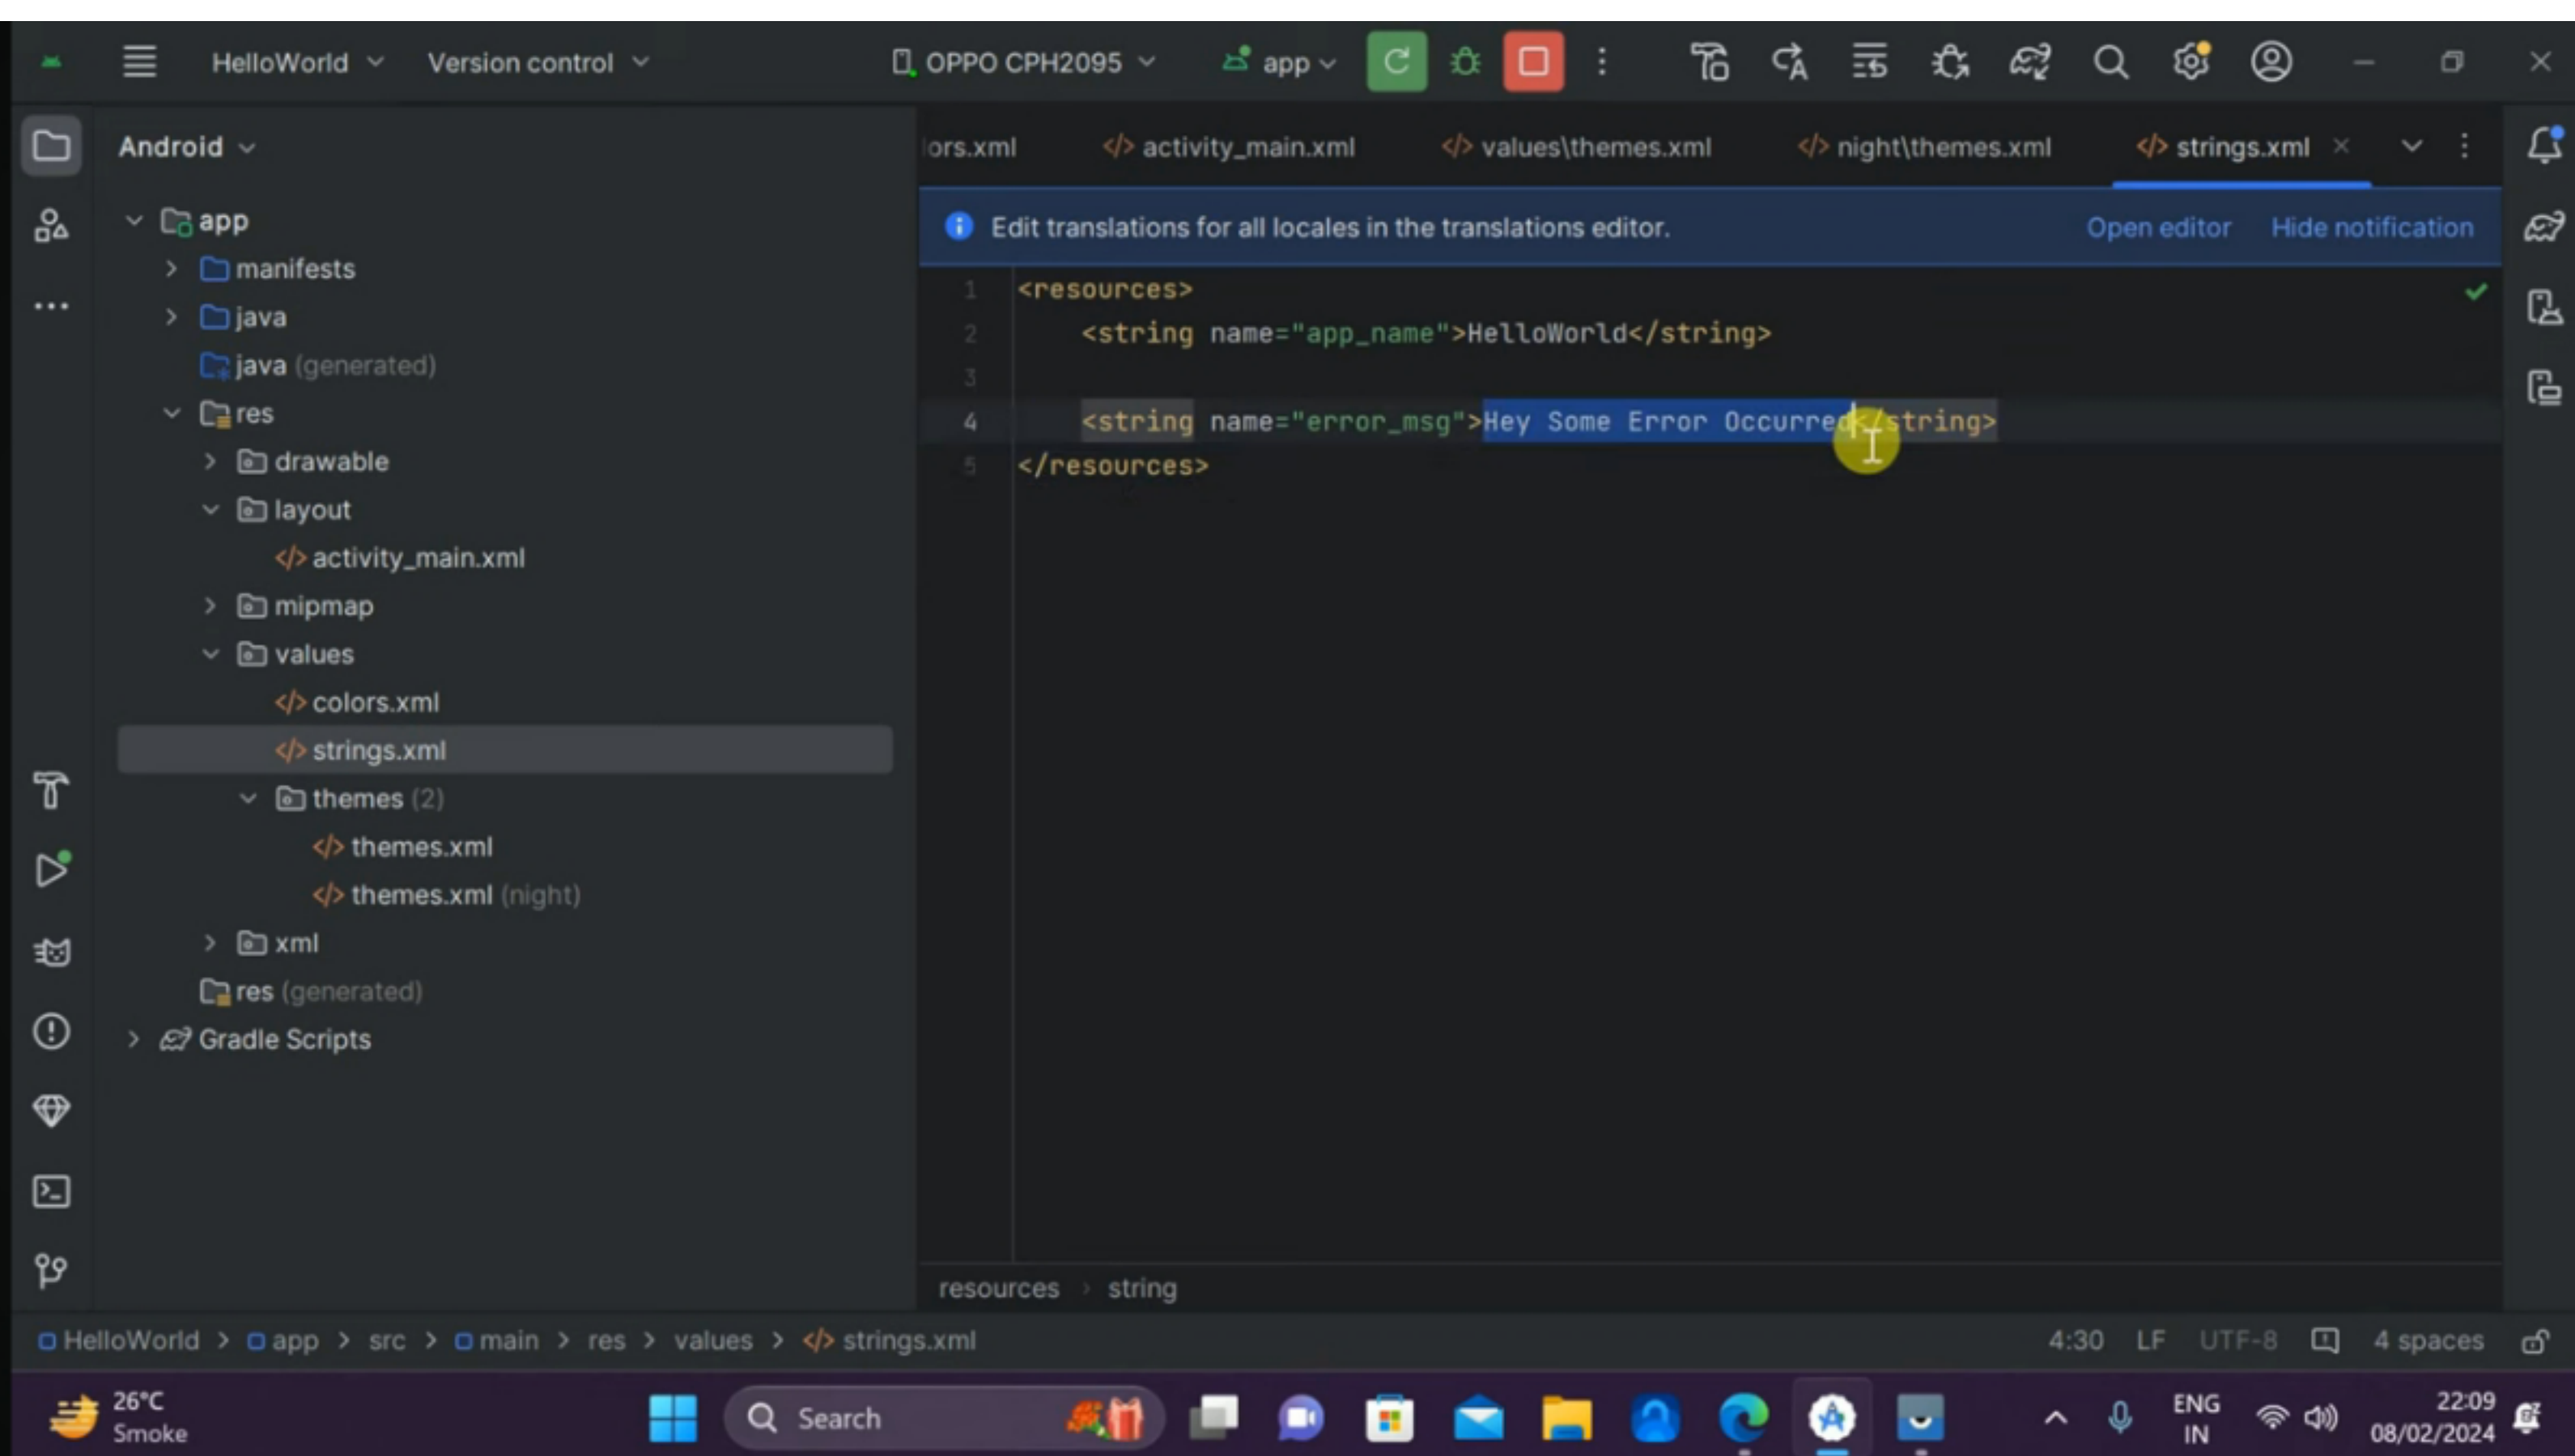 HelloWorld Version control OPPO CPH2095 app
Android
app
manifests
java
java (generated)
res
drawable
layout
activity_main.xml
mipmap
values
colors.xml
strings.xml
themes (2)
themes.xml
themes.xml (night)
xml
res (generated)
Gradle Scripts
ors.xml </> activity_main.xml </> values\themes.xml </> night\themes.xml </> strings.xml
Edit translations for all locales in the translations editor. Open editor Hide notification
1 <resources>
2 <string name="app_name">HelloWorld</string>
3
4 <string name="error_msg">Hey Some Error Occurred</string>
5 </resources>
resources > string
HelloWorld > app > src > main > res > values > </> strings.xml 4:30 LF UTF-8 4 spaces
26°C
Smoke
Search
ENG
IN
22:09
08/02/2024